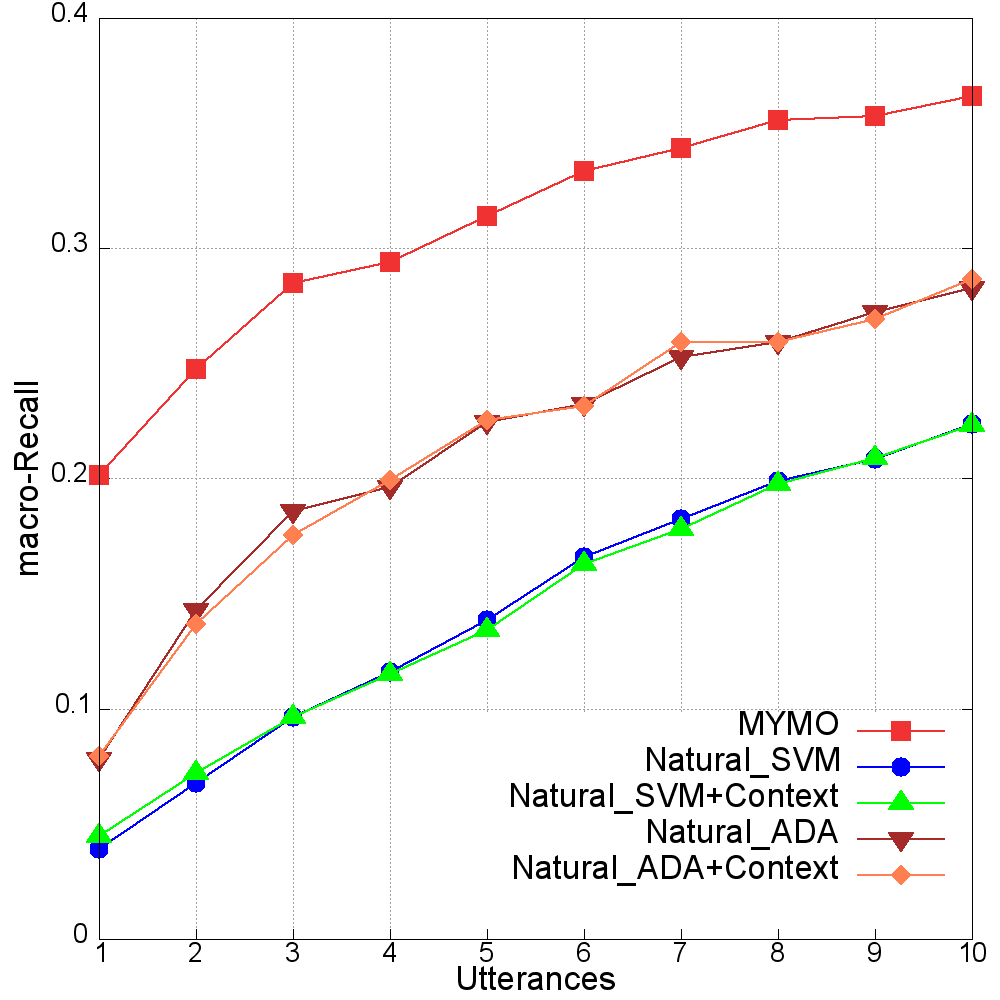 0.4
0.3
0.2
0.1
0
macro-Recall
MYMO
Natural_SVM
Natural_SVM+Context
Natural_ADA
Natural_ADA+Context
1 2 3 4 5 6 7 8 9 10
Utterances